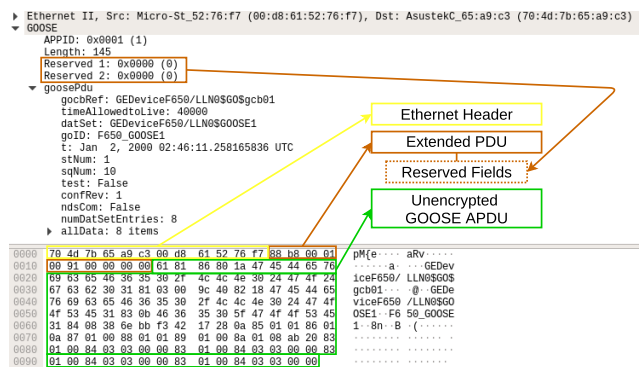 Ethernet II, Src: Micro-St_52:76:f7 (00:d8:61:52:76:f7), Dst: AsustekC_65:a9:c3 (70:4d:7b:65:a9:c3)
GOOSE
APPID: 0x0001 (1)
Length: 145
Reserved 1: 0x0000 (0)
Reserved 2: 0x0000 (0)
goosePdu
gocbRef: GEDeviceF650/LLN0$GO$gcb01
timeAllowedtoLive: 40000
datSet: GEDeviceF650/LLN0$GOOSE1
goID: F650_GOOSE1
t: Jan  2, 2000 02:46:11.258165836 UTC
stNum: 1
sqNum: 10
test: False
confRev: 1
ndsCom: False
numDatSetEntries: 8
allData: 8 items
Ethernet Header
Extended PDU
Reserved Fields
Unencrypted
GOOSE APDU
0000 70 4d 7b 65 a9 c3 00 d8 61 52 76 f7 88 b8 00 01 pM{e···· aRv·····
0010 00 91 00 00 00 00 61 81 86 80 1a 47 45 44 65 76 ······a· ···GEDev
0020 69 63 65 46 36 35 30 2f 4c 4c 4e 30 24 47 4f 24 iceF650/ LLN0$GO$
0030 67 63 62 30 31 81 03 00 9c 40 82 18 47 45 44 65 gcb01··· ·@··GEDe
0040 76 69 63 65 46 36 35 30 2f 4c 4c 4e 30 24 47 4f viceF650 /LLN0$GO
0050 4f 53 45 31 83 0b 46 36 35 30 5f 47 4f 4f 53 45 OSE1··F6 50_GOOSE
0060 31 84 08 38 6e bb f3 42 17 28 0a 85 01 01 86 01 1··8n··B ·(······
0070 0a 87 01 00 88 01 01 89 01 00 8a 01 08 ab 20 83 ········ ······ ·
0080 01 00 84 03 03 00 00 83 01 00 84 03 03 00 00 83 ········ ········
0090 01 00 84 03 03 00 00 83 01 00 84 03 03 00 00 ········ ·······